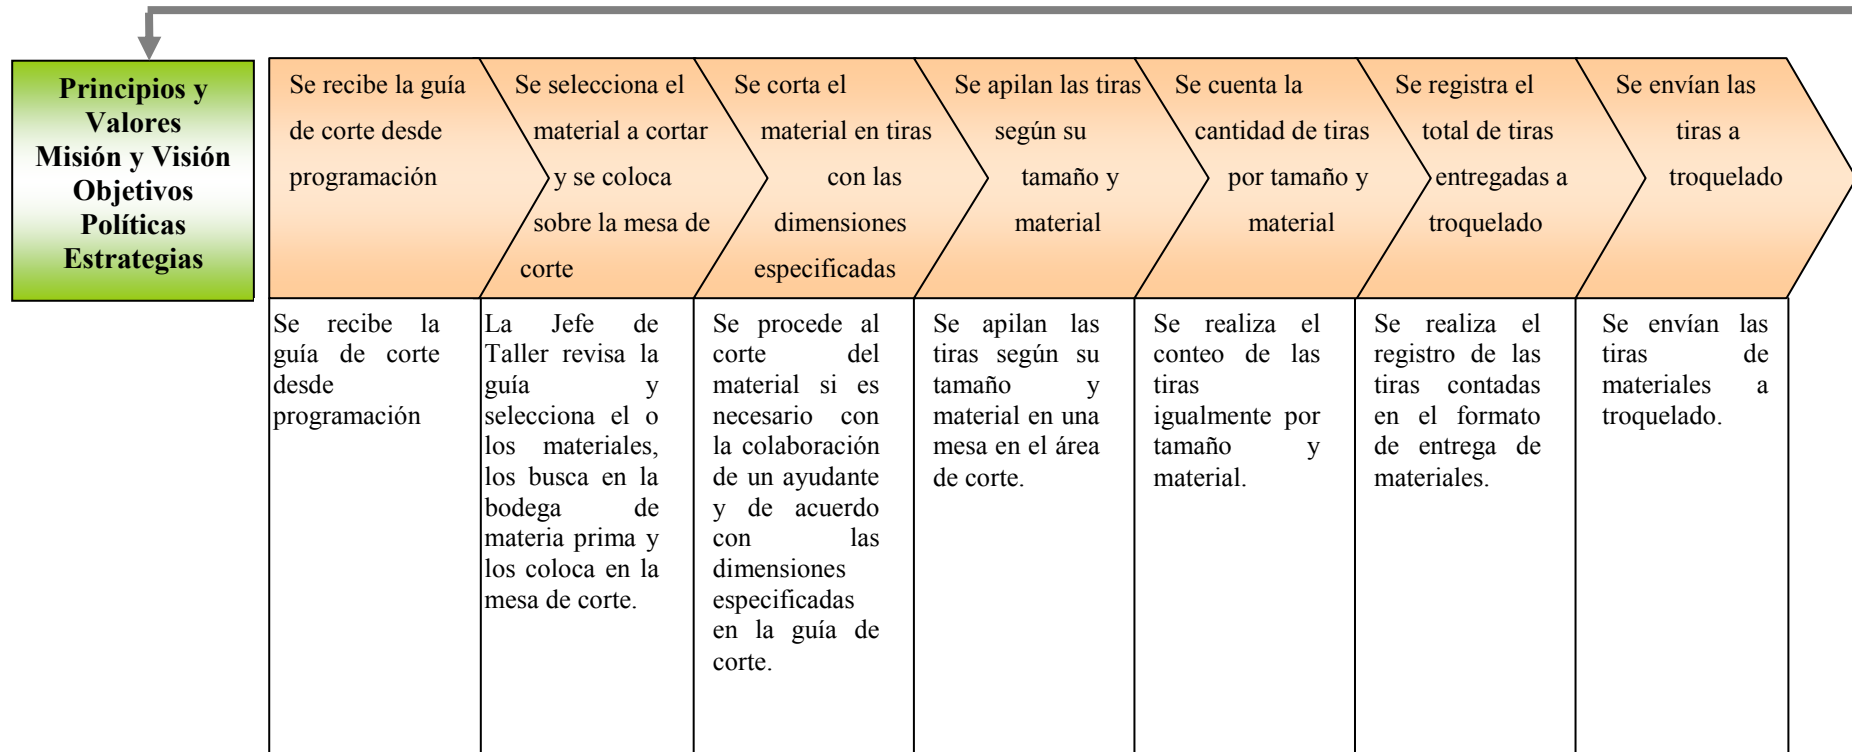 Principios y
Valores
Misión y Visión
Objetivos
Políticas
Estrategias
Se recibe la guía
de corte desde
programación
Se selecciona el
material a cortar
y se coloca
sobre la mesa de
corte
Se corta el
material en tiras
con las
dimensiones
especificadas
Se apilan las tiras
según su
tamaño y
material
Se cuenta la
cantidad de tiras
por tamaño y
material
Se registra el
total de tiras
entregadas a
troquelado
Se envían las
tiras a
troquelado
Se recibe la
guía de corte
desde
programación
La Jefe de
Taller revisa la
guía y
selecciona el o
los materiales,
los busca en la
bodega de
materia prima y
los coloca en la
mesa de corte.
Se procede al
corte del
material si es
necesario con
la colaboración
de un ayudante
y de acuerdo
con las
dimensiones
especificadas
en la guía de
corte.
Se apilan las
tiras según su
tamaño y
material en una
mesa en el área
de corte.
Se realiza el
conteo de las
tiras
igualmente por
tamaño y
material.
Se realiza el
registro de las
tiras contadas
en el formato
de entrega de
materiales.
Se envían las
tiras de
materiales a
troquelado.